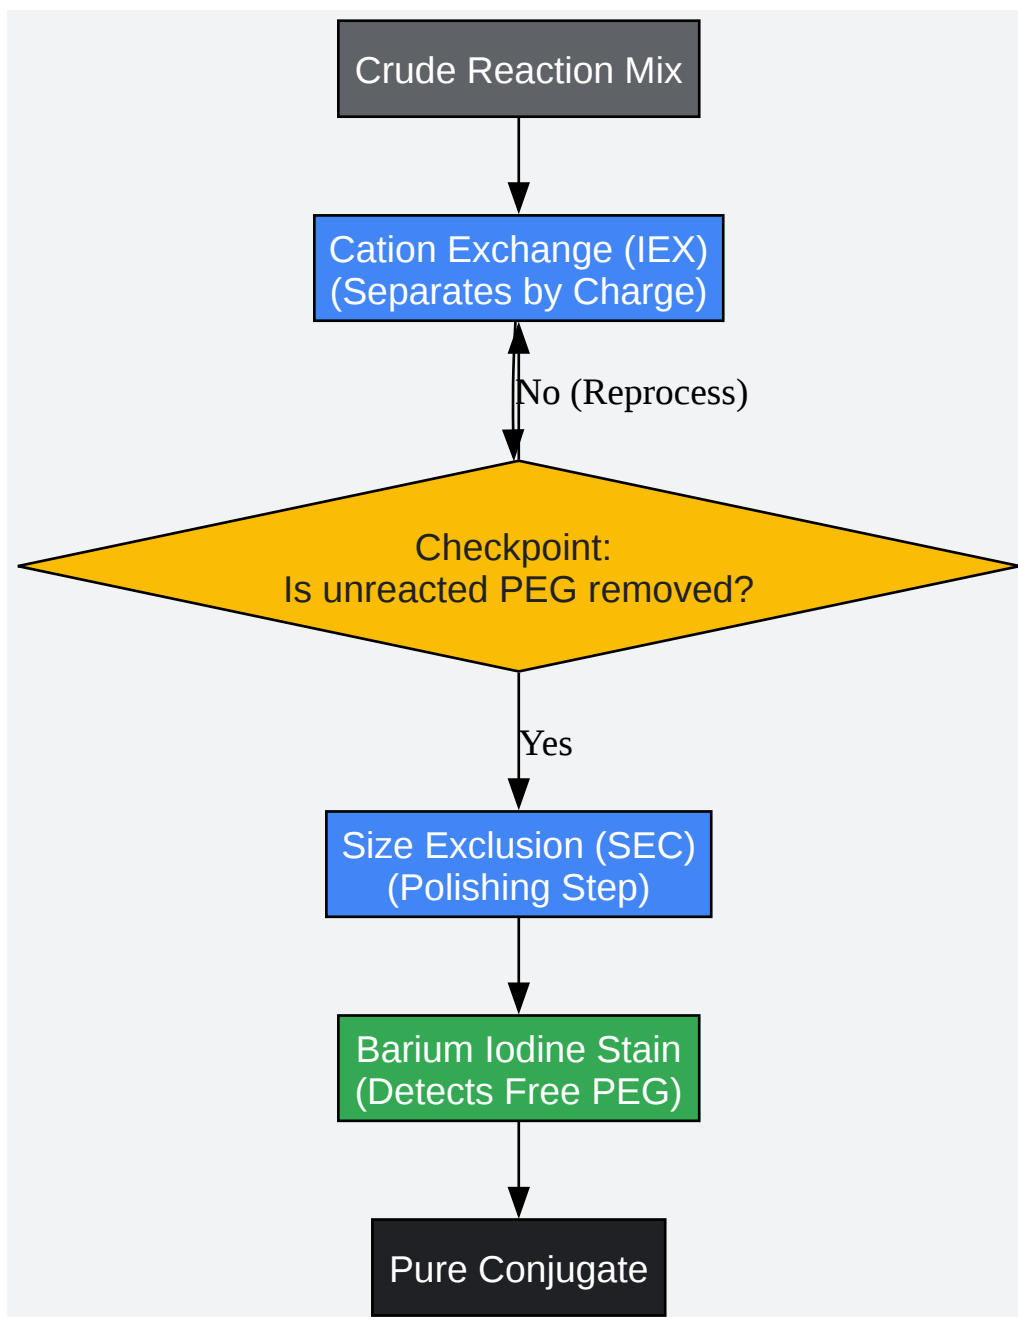 Crude Reaction Mix
Cation Exchange (IEX)
(Separates by Charge)
No (Reprocess)
Checkpoint:
Is unreacted PEG removed?
Yes
Size Exclusion (SEC)
(Polishing Step)
Barium Iodine Stain
(Detects Free PEG)
Pure Conjugate